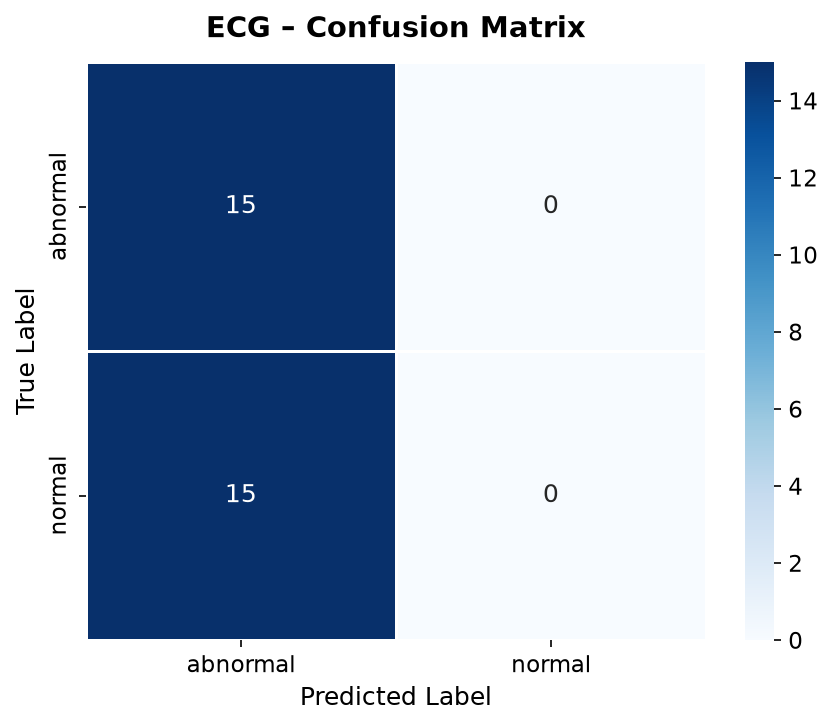 ECG – Confusion Matrix
True Label
abnormal
15
0
normal
15
0
abnormal
normal
Predicted Label
14
12
10
8
6
4
2
0